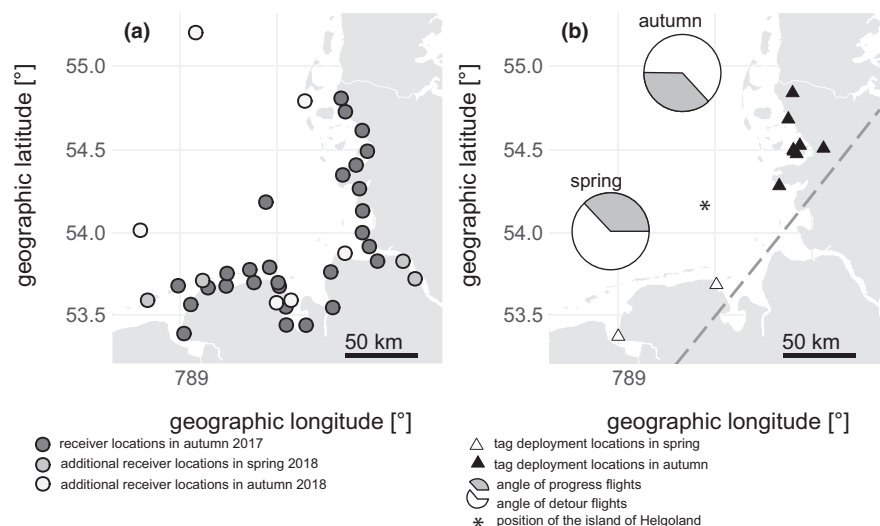 (a)
55.0
54.5
54.0
53.5
geographic latitude [°]
50 km
789
geographic longitude [°]
receiver locations in autumn 2017
additional receiver locations in spring 2018
additional receiver locations in autumn 2018
(b)
autumn
spring
*
55.0
54.5
54.0
53.5
geographic latitude [°]
50 km
789
geographic longitude [°]
tag deployment locations in spring
tag deployment locations in autumn
angle of progress flights
angle of detour flights
* position of the island of Helgoland